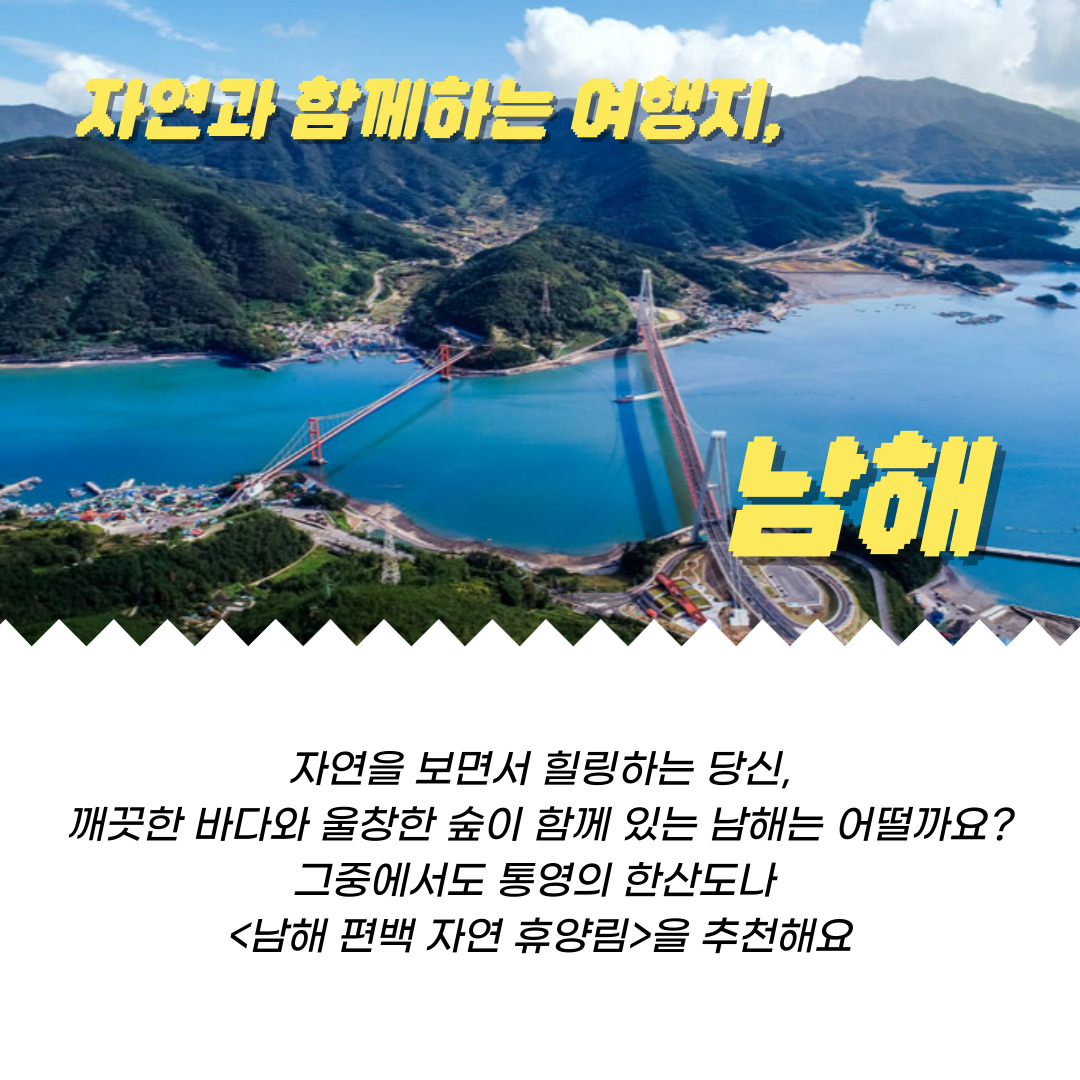 자연과 함께하는 여행지,
남해
자연을 보면서 힐링하는 당신,
깨끗한 바다와 울창한 숲이 함께 있는 남해는 어떨까요?
그중에서도 통영의 한산도나
<남해 편백 자연 휴양림>을 추천해요